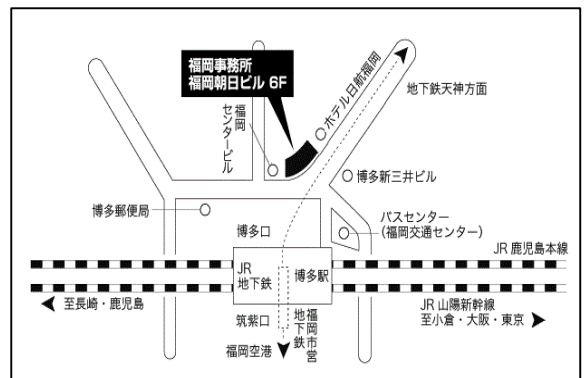 福岡事務所
福岡朝日ビル 6F
ホテル日航福岡
地下鉄天神方面
福岡
センタービル
博多新三井ビル
博多郵便局
バスセンター
(福岡交通センター)
博多口
JR 鹿児島本線
JR
地下鉄
博多駅
至長崎・鹿児島
JR 山陽新幹線
至小倉・大阪・東京
筑紫口
福岡市営
地下鉄
福岡空港